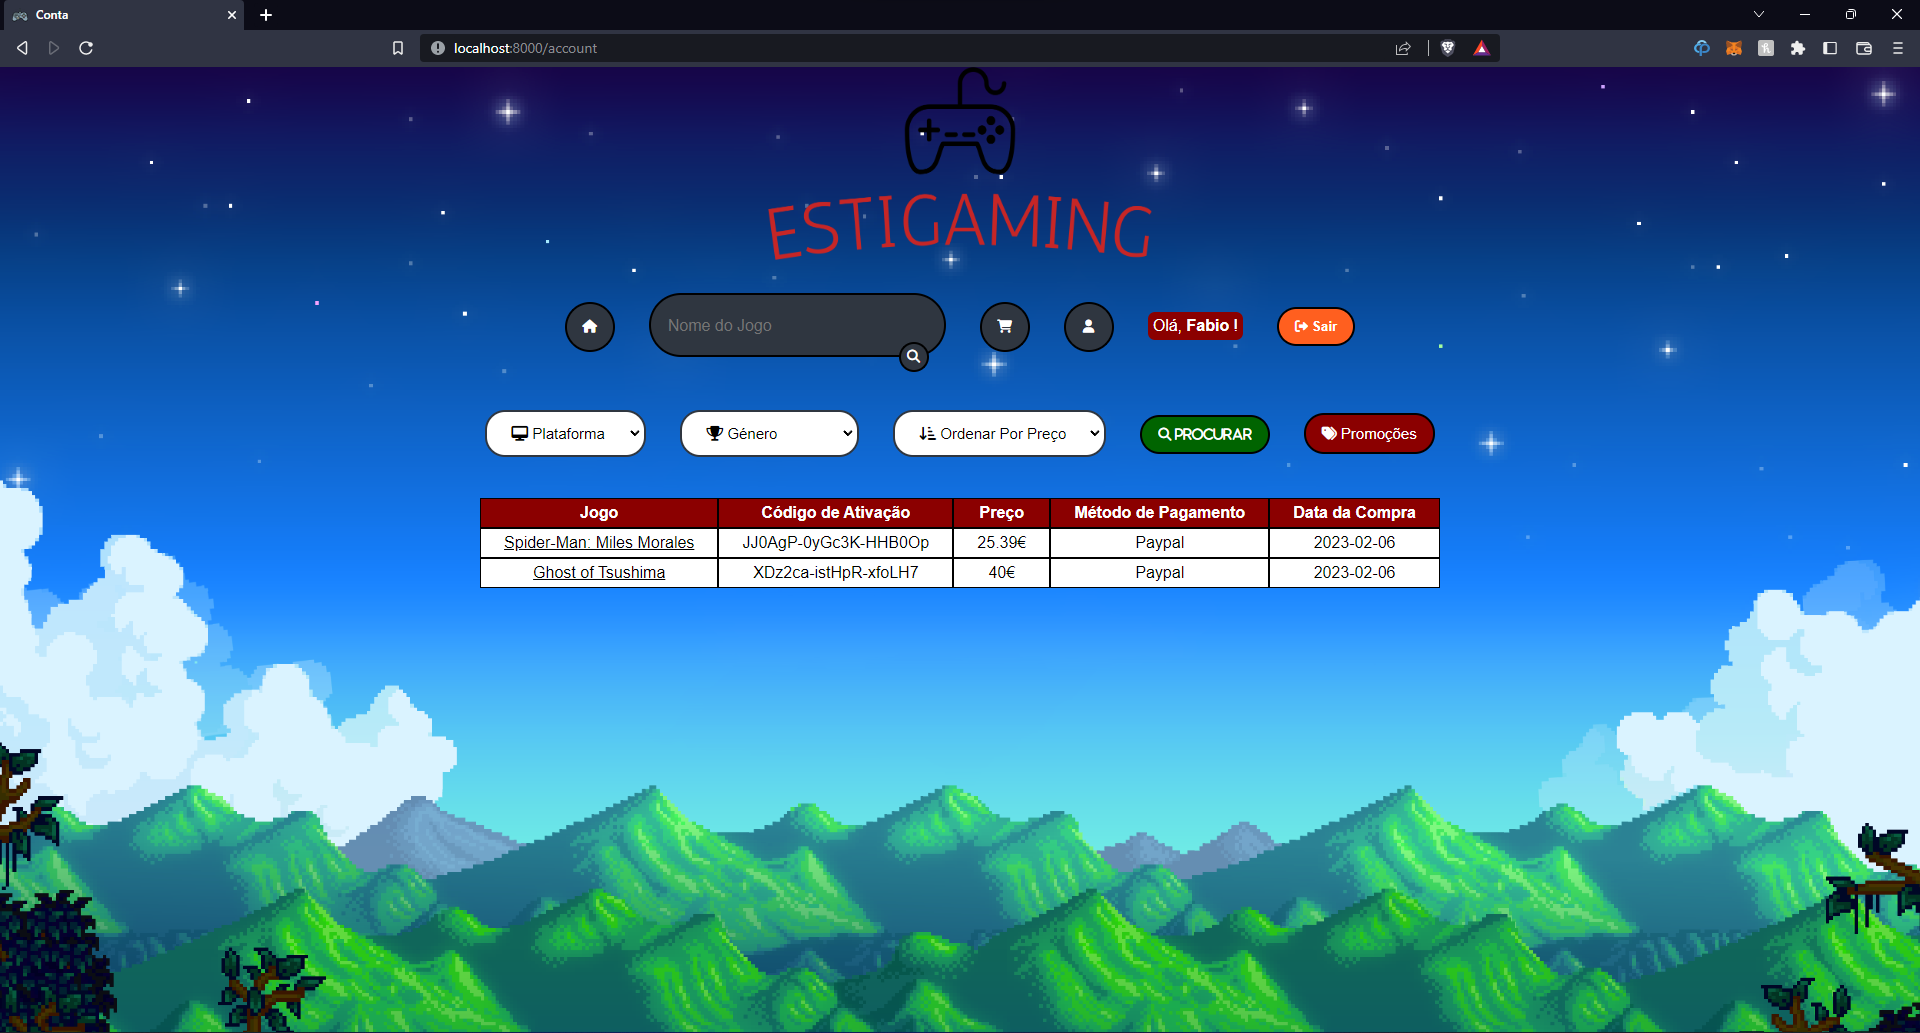 Conta
localhost:8000/account
ESTIGAMING
Nome do Jogo
Olá, Fabio !
Sair
Plataforma
Género
Ordenar Por Preço
PROCURAR
Promoções
Jogo Código de Ativação Preço Método de Pagamento Data da Compra
Spider-Man: Miles Morales JJ0AgP-0yGc3K-HHB0Op 25.39€ Paypal 2023-02-06
Ghost of Tsushima XDz2ca-istHpR-xfoLH7 40€ Paypal 2023-02-06